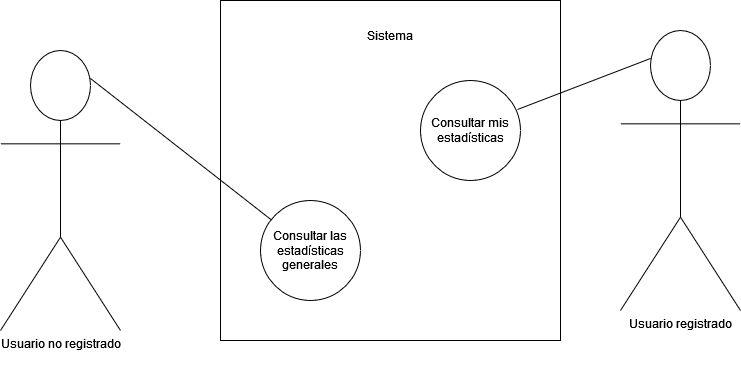 Sistema
Consultar mis
estadísticas
Consultar las
estadísticas
generales
Usuario registrado
Usuario no registrado